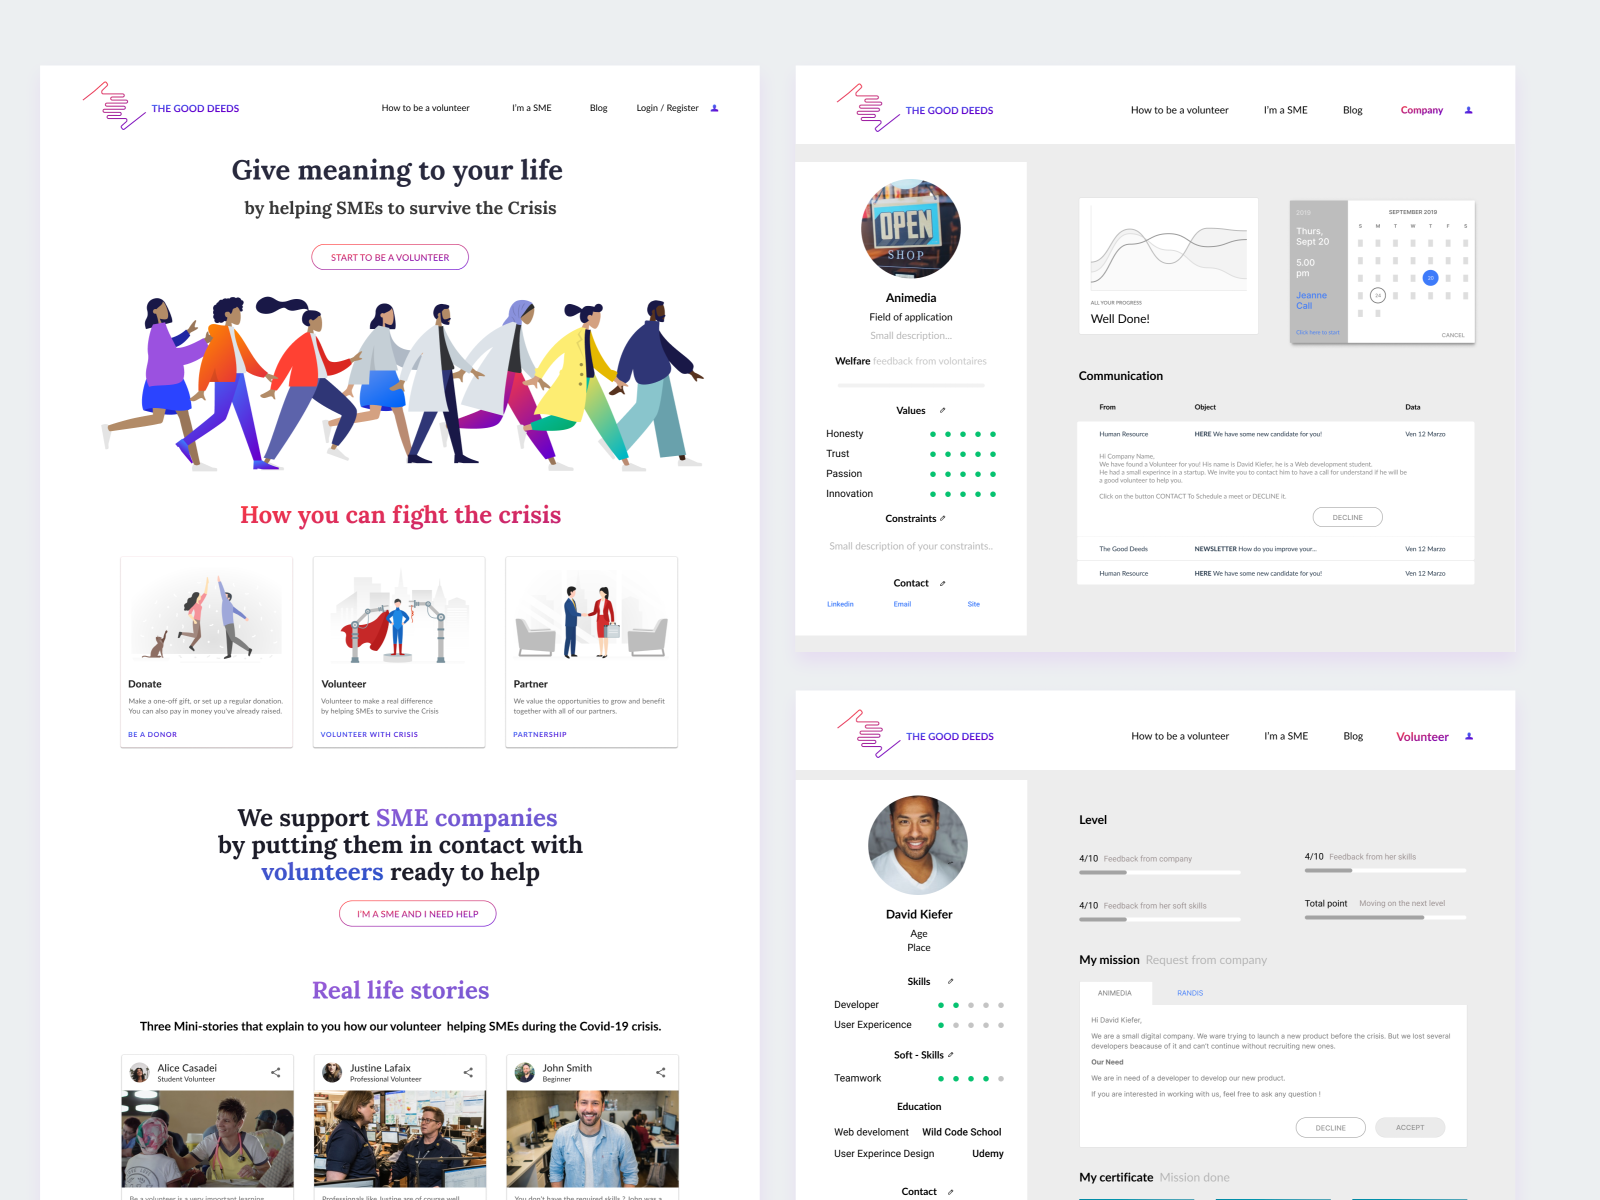 THE GOOD DEEDS
How to be a volunteer
I'm a SME
Blog
Login / Register
Give meaning to your life
by helping SMEs to survive the Crisis
START TO BE A VOLUNTEER
How you can fight the crisis
Donate
Make a one-off gift, or set up a regular donation.
You can also pay in money you've already raised.
BE A DONOR
Volunteer
Volunteer to make a real difference
by helping SMEs to survive the Crisis
VOLUNTEER WITH CRISIS
Partner
We value the opportunities to grow and benefit
together with all of our partners.
PARTNERSHIP
We support SME companies
by putting them in contact with
volunteers ready to help
I'M A SME AND I NEED HELP
Real life stories
Three Mini-stories that explain to you how our volunteer helping SMEs during the Covid-19 crisis.
Alice Casadei
Student Volunteer
Be a volunteer is a very important learning
Justine Lafaix
Professional Volunteer
Professionals like Justine are of course well
John Smith
Beginner
You don't have the required skills ? John was a
THE GOOD DEEDS
How to be a volunteer
I'm a SME
Blog
Company
OPEN
SHOP
Animedia
Field of application
Small description...
Welfare feedback from volontaires
Values
Honesty
Trust
Passion
Innovation
Constraints
Small description of your constraints..
Contact
Linkedin
Email
Site
ALL YOUR PROGRESS
Well Done!
2019
Thurs,
Sept 20
5.00
pm
Jeanne
Call
Click here to start
SEPTEMBER 2019
S M T W T F S
20
24
CANCEL
Communication
From
Object
Data
Human Resource
HERE We have some new candidate for you!
Ven 12 Marzo
Hi Company Name,
We have found a Volunteer for you! His name is David Kiefer, he is a Web development student.
He had a small experince in a startup. We invite you to contact him to have a call for understand if he will be
a good volunteer to help you.
Click on the button CONTACT To Schedule a meet or DECLINE it.
DECLINE
The Good Deeds
NEWSLETTER How do you improve your...
Ven 12 Marzo
Human Resource
HERE We have some new candidate for you!
Ven 12 Marzo
THE GOOD DEEDS
How to be a volunteer
I'm a SME
Blog
Volunteer
David Kiefer
Age
Place
Skills
Developer
User Expericence
Soft - Skills
Teamwork
Education
Web develoment Wild Code School
User Experince Design Udemy
Contact
Level
4/10 Feedback from company
4/10 Feedback from her skills
4/10 Feedback from her soft skills
Total point Moving on the next level
My mission Request from company
ANIMEDIA
RANDIS
Hi David Kiefer,
We are a small digital company. We ware trying to launch a new product before the crisis. But we lost several
developers beacause of it and can't continue without recruiting new ones.
Our Need
We are in need of a developer to develop our new product.
If you are interested in working with us, feel free to ask any question !
DECLINE
ACCEPT
My certificate Mission done